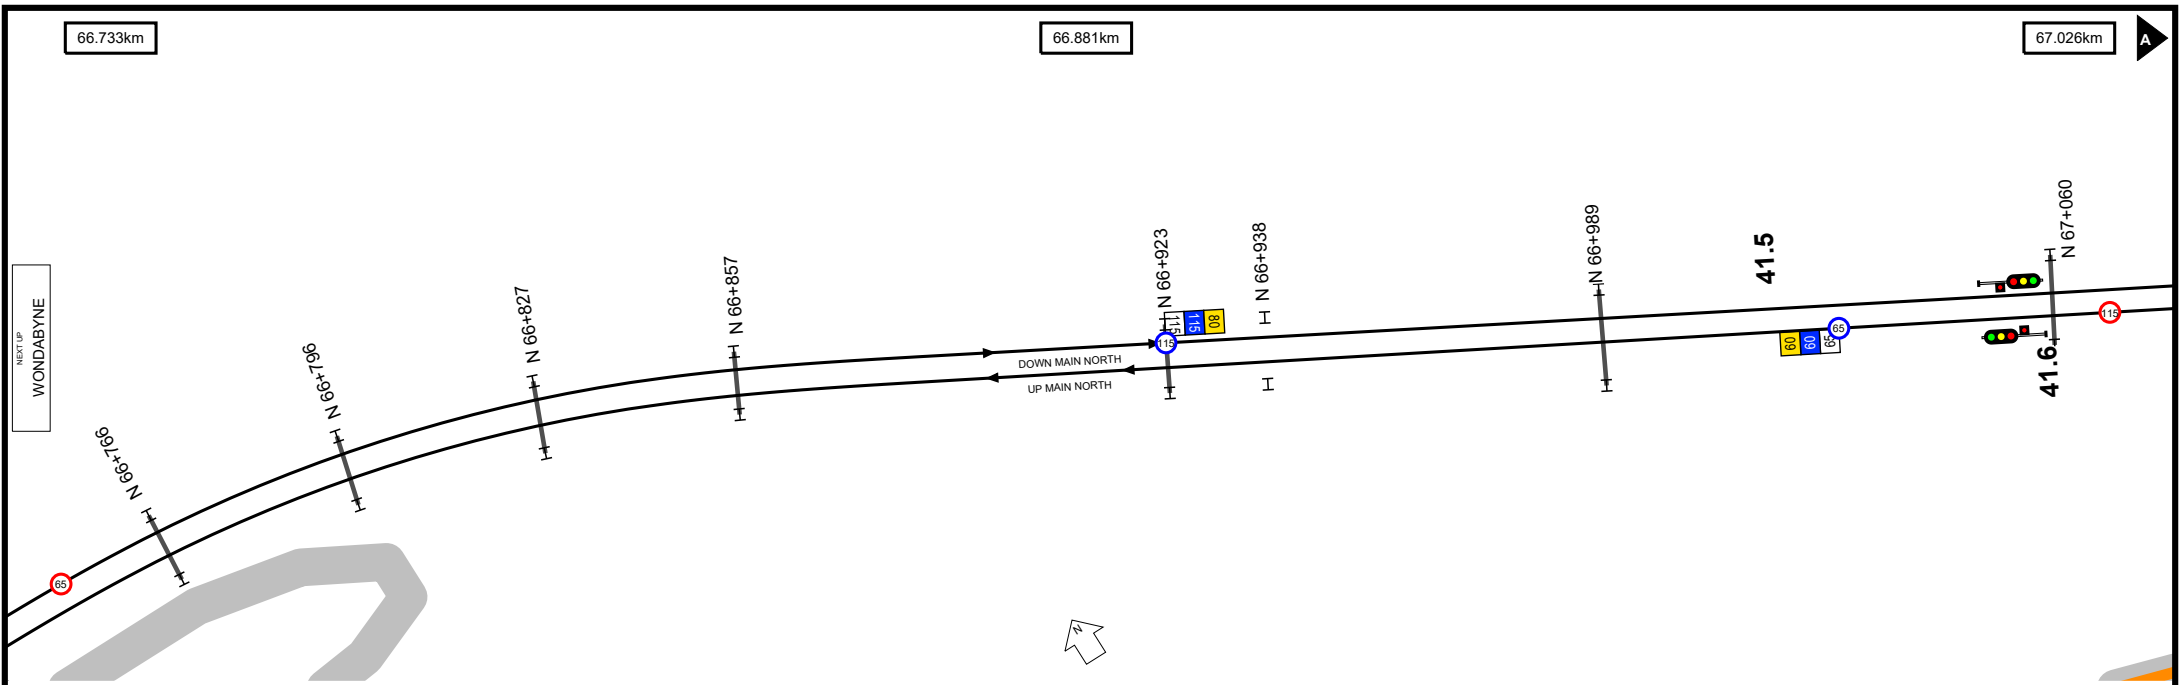 66.733km
66.881km
67.026km
A
NEXT UP
WONDABYNE
N 66+766
N 66+796
N 66+827
N 66+857
N 66+923
N 66+938
N 66+989
41.5
N 67+060
41.6
115
115
80
115
DOWN MAIN NORTH
UP MAIN NORTH
60
60
65
65
115
65
N